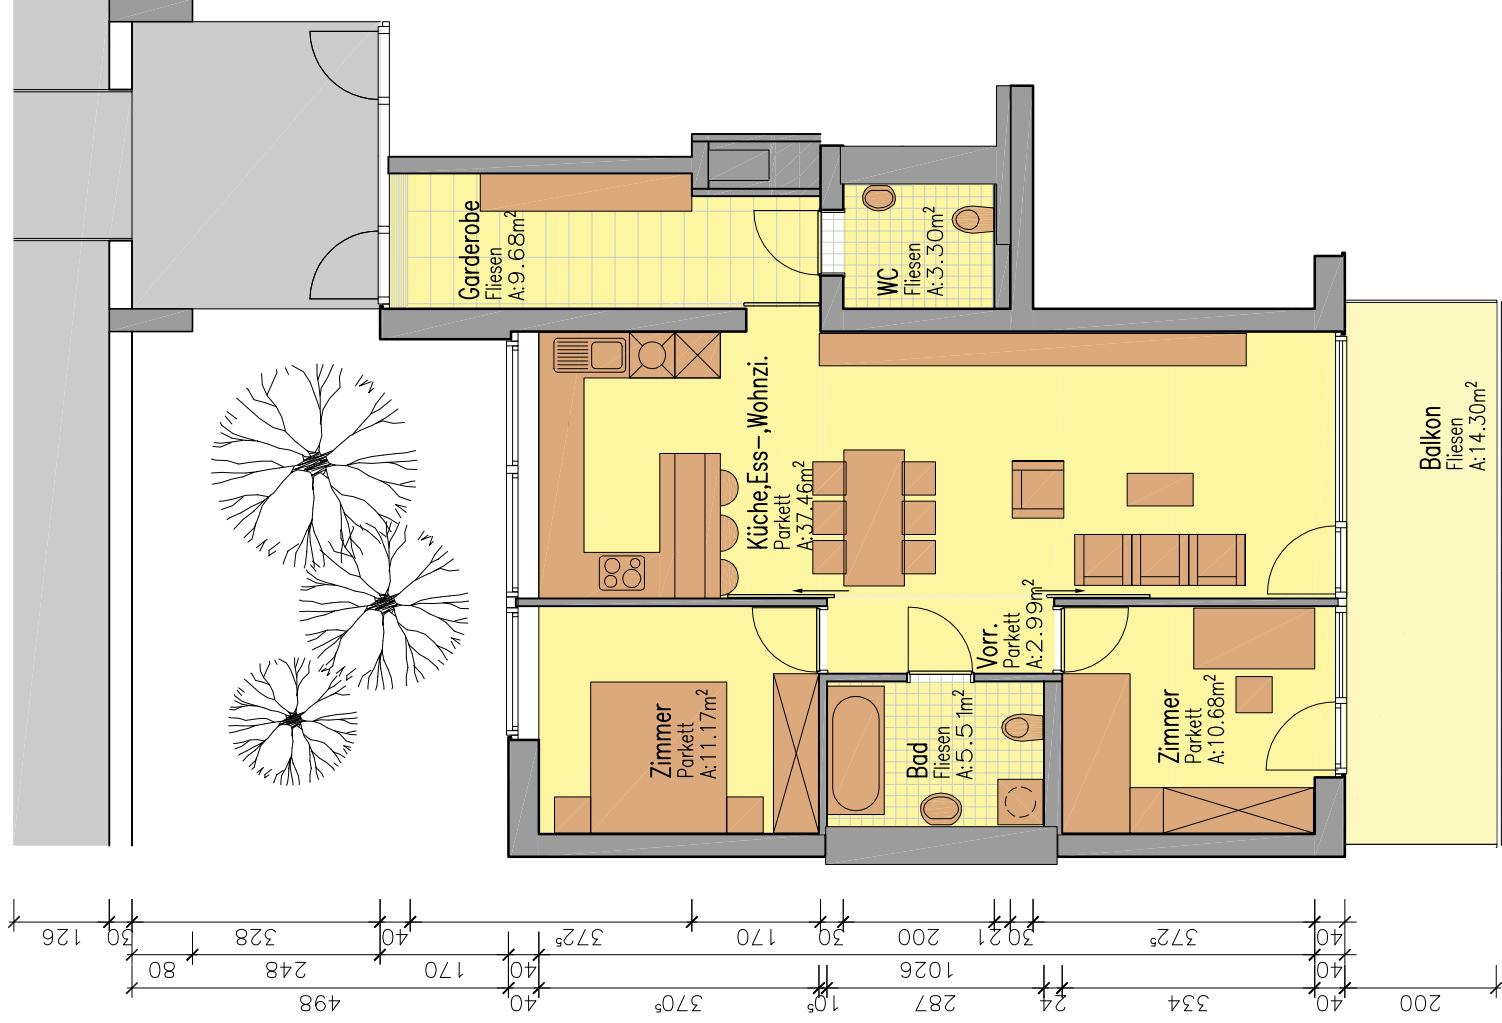 Garderobe
Fliesen
A:9.68m²
WC
Fliesen
A:3.30m²
Küche,Ess-,Wohnzi.
Parkett
A:37.46m²
Balkon
Fliesen
A:14.30m²
Vorr.
Parkett
A:2.99m²
Zimmer
Parkett
A:11.17m²
Bad
Fliesen
A:5.51m²
Zimmer
Parkett
A:10.68m²
126 30 328 40 372⁵ 170 30 200 21 30 372⁵ 40
80 248 170 40 1026 40
498 40 370⁵ 10⁵ 287 24 334 40 200